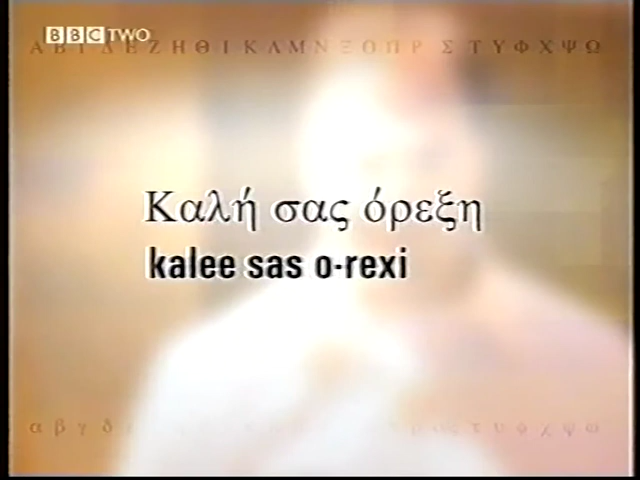 BBC TWO
Α Β Γ Δ Ε Ζ Η Θ Ι Κ Λ Μ Ν Ξ Ο Π Ρ Σ Τ Υ Φ Χ Ψ Ω
Καλή σας όρεξη
kalee sas o·rexi
α β γ δ ρ ο ς τ υ φ χ ψ ω